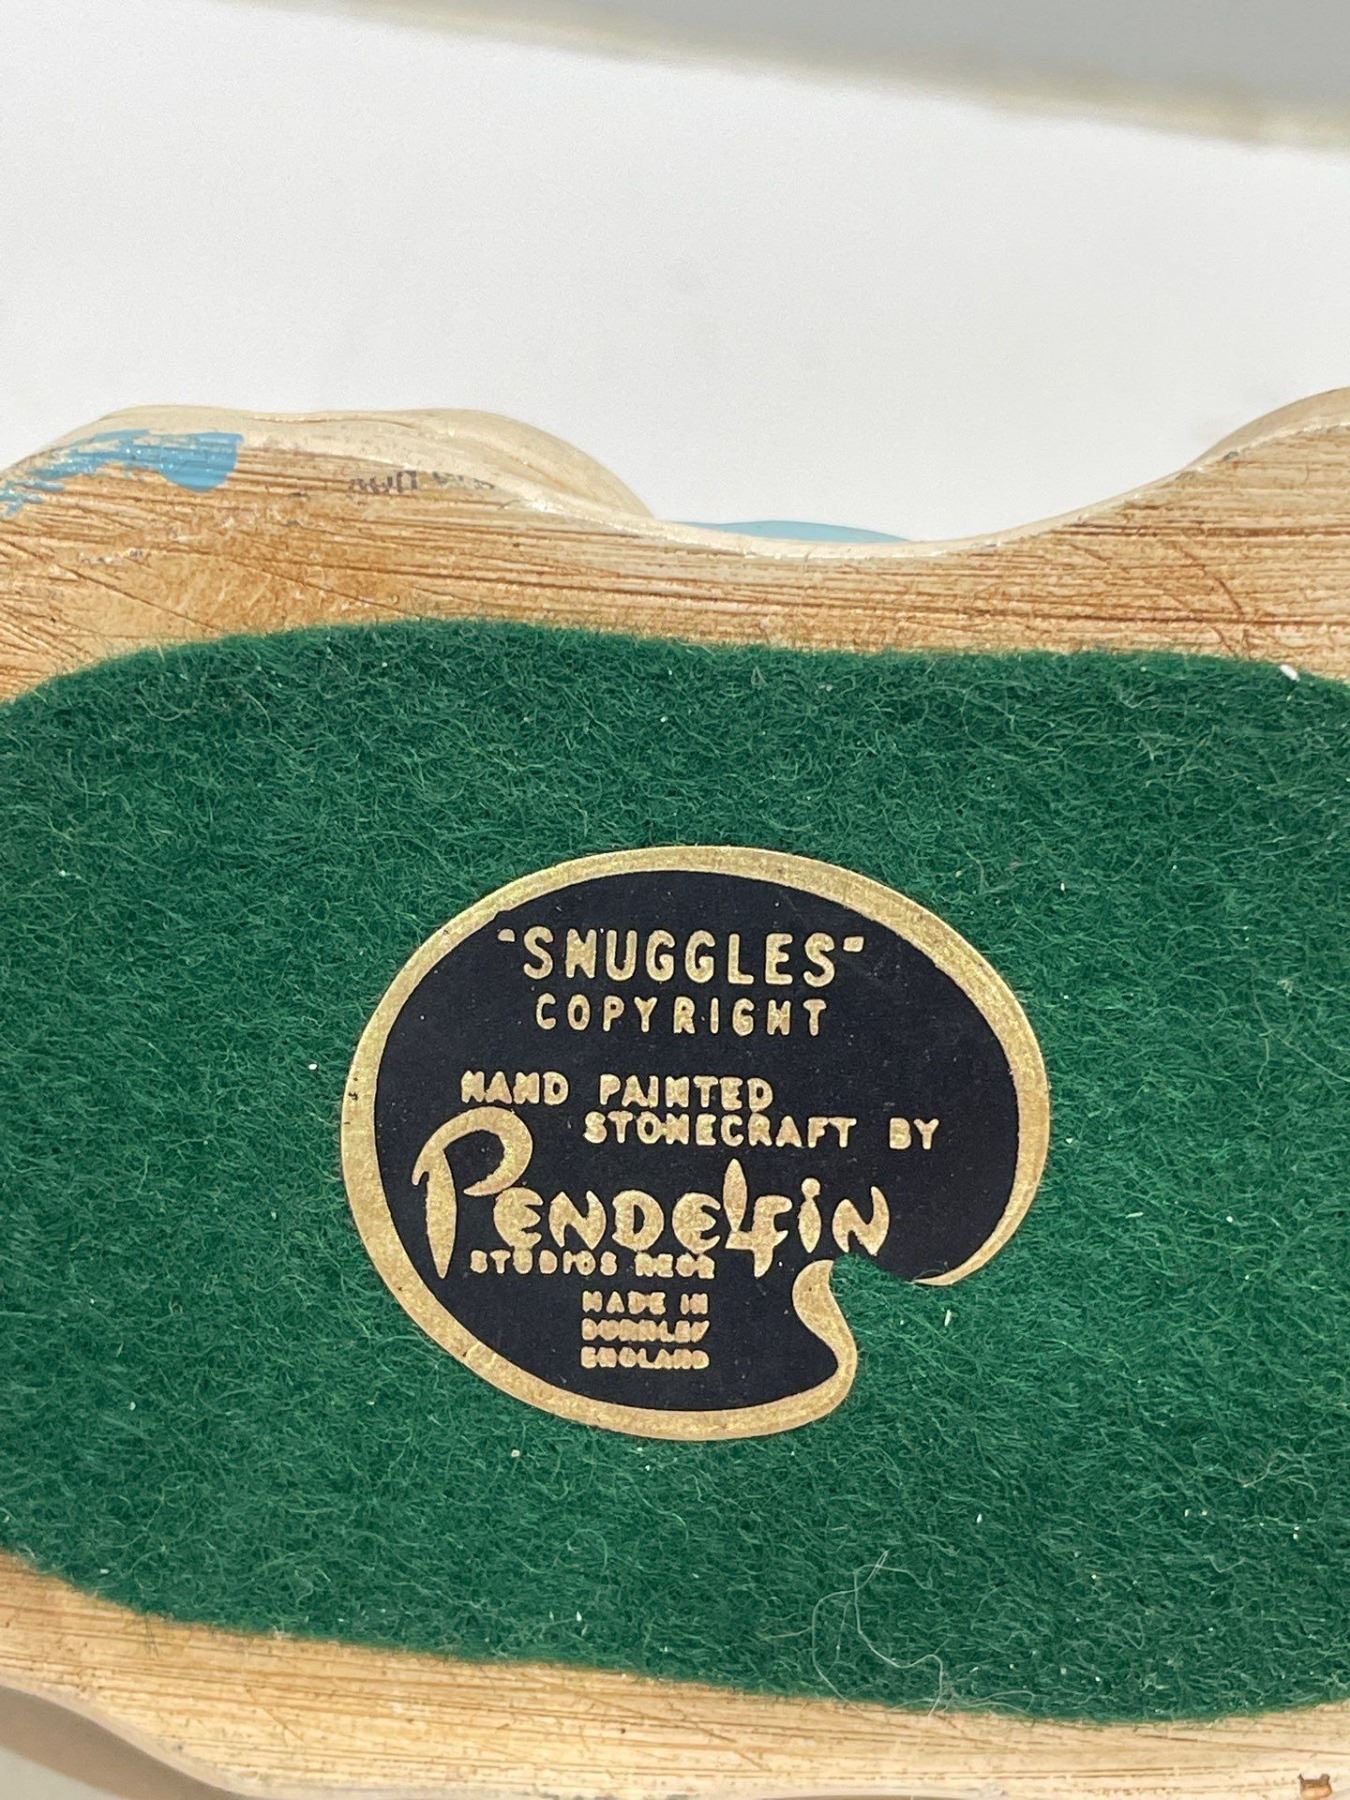 "SNUGGLES"
COPYRIGHT
HAND PAINTED
STONECRAFT BY
PENDELFIN
STUDIOS REGD
MADE IN
BURNLEY
ENGLAND